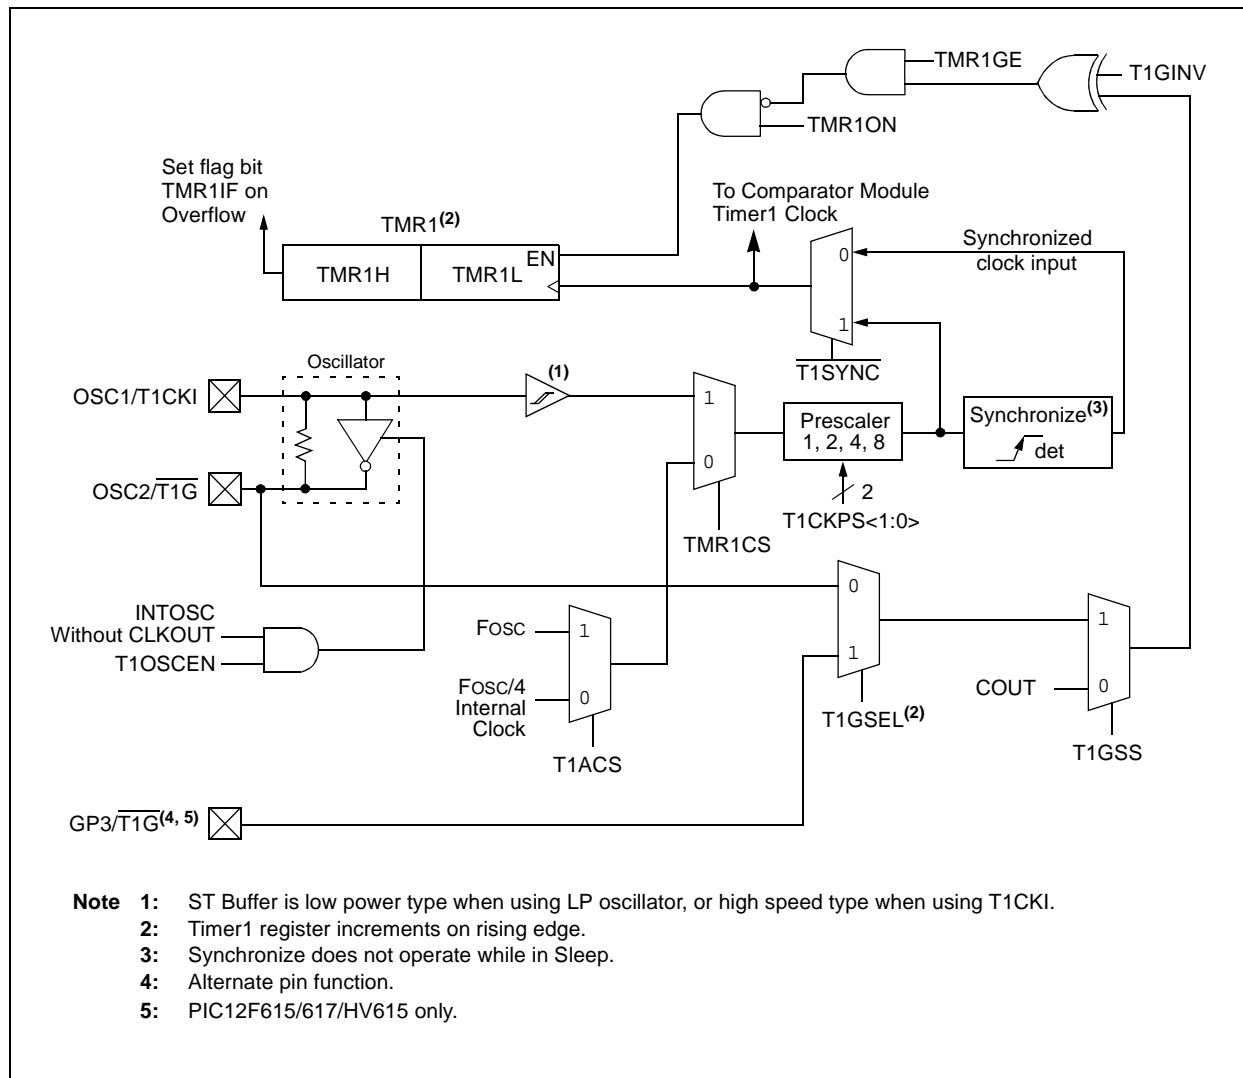 TMR1GE
T1GINV
TMR1ON
Set flag bit
TMR1IF on
Overflow
To Comparator Module
Timer1 Clock
TMR1(2)
EN
TMR1H
TMR1L
0
Synchronized
clock input
1
T1SYNC
Oscillator
(1)
OSC1/T1CKI
1
Prescaler
1, 2, 4, 8
Synchronize(3)
det
0
OSC2/T1G
2
T1CKPS<1:0>
TMR1CS
0
INTOSC
Without CLKOUT
T1OSCEN
FOSC
1
1
1
FOSC/4
Internal
Clock
0
COUT
0
T1GSEL(2)
T1GSS
T1ACS
GP3/T1G(4, 5)
Note 1: ST Buffer is low power type when using LP oscillator, or high speed type when using T1CKI.
2: Timer1 register increments on rising edge.
3: Synchronize does not operate while in Sleep.
4: Alternate pin function.
5: PIC12F615/617/HV615 only.